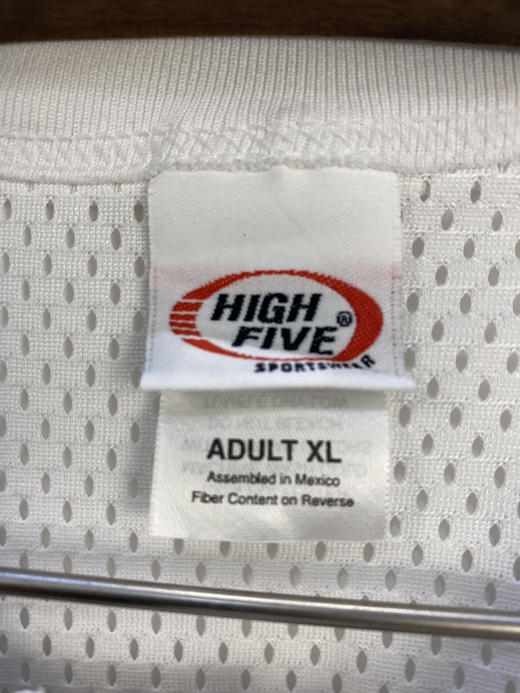 HIGH
FIVE®
SPORTSWEAR
ADULT XL
Assembled in Mexico
Fiber Content on Reverse